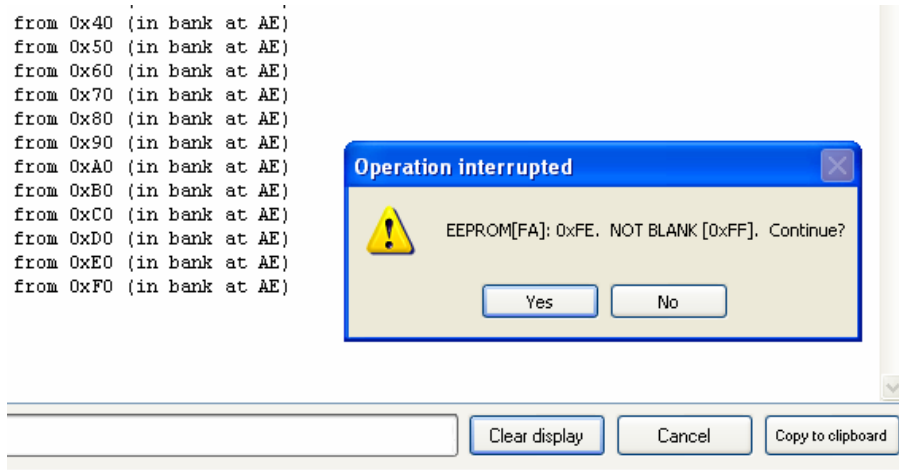 from 0x40 (in bank at AE)
from 0x50 (in bank at AE)
from 0x60 (in bank at AE)
from 0x70 (in bank at AE)
from 0x80 (in bank at AE)
from 0x90 (in bank at AE)
from 0xA0 (in bank at AE)
from 0xB0 (in bank at AE)
from 0xC0 (in bank at AE)
from 0xD0 (in bank at AE)
from 0xE0 (in bank at AE)
from 0xF0 (in bank at AE)
Operation interrupted
EEPROM[FA]: 0xFE. NOT BLANK [0xFF]. Continue?
Yes No
Clear display Cancel Copy to clipboard